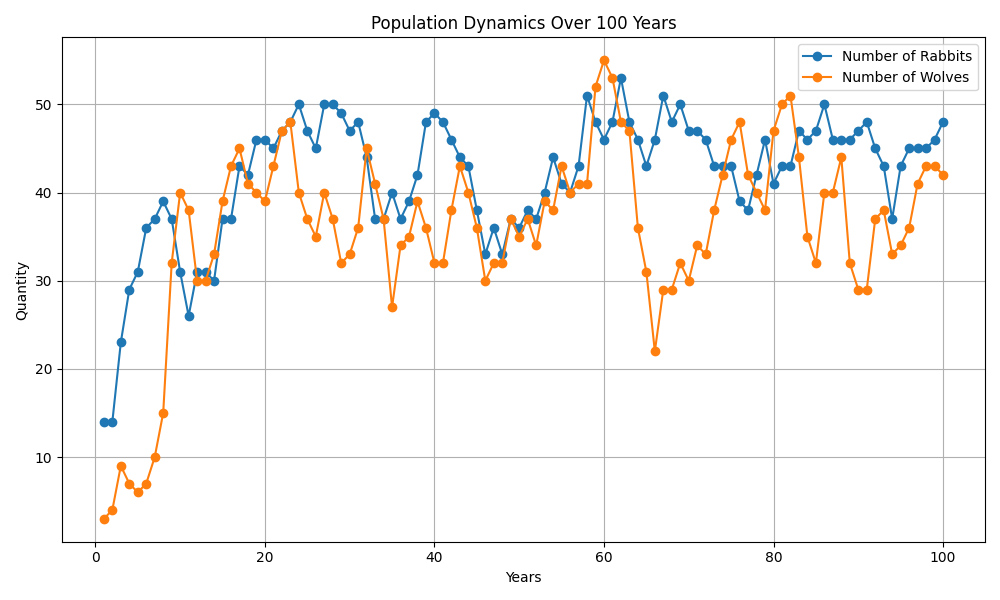 Population Dynamics Over 100 Years
Number of Rabbits
Number of Wolves
Quantity
50
40
30
20
10
0 20 40 60 80 100
Years